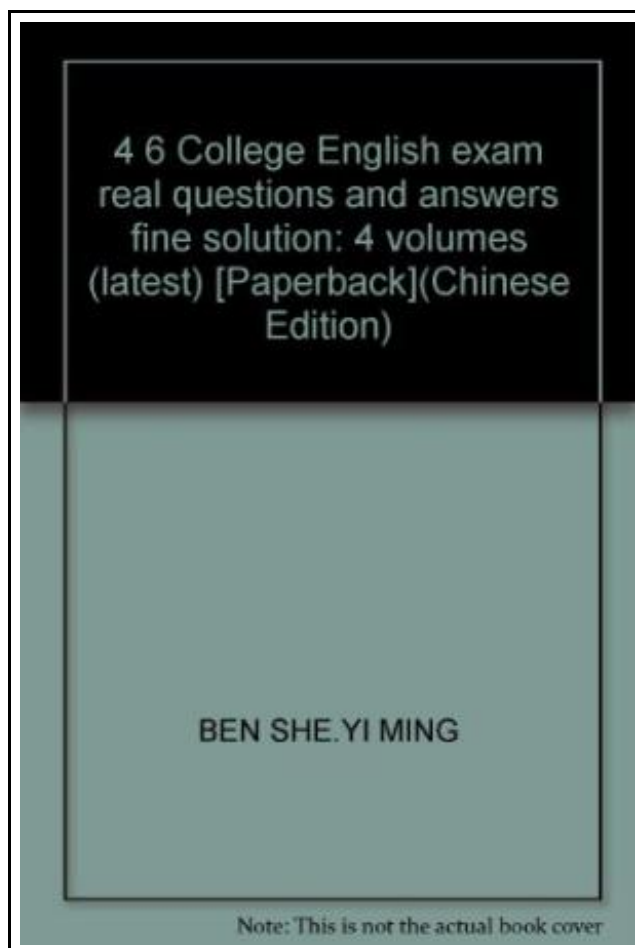 4 6 College English exam
real questions and answers
fine solution: 4 volumes
(latest) [Paperback](Chinese
Edition)
BEN SHE.YI MING
Note: This is not the actual book cover